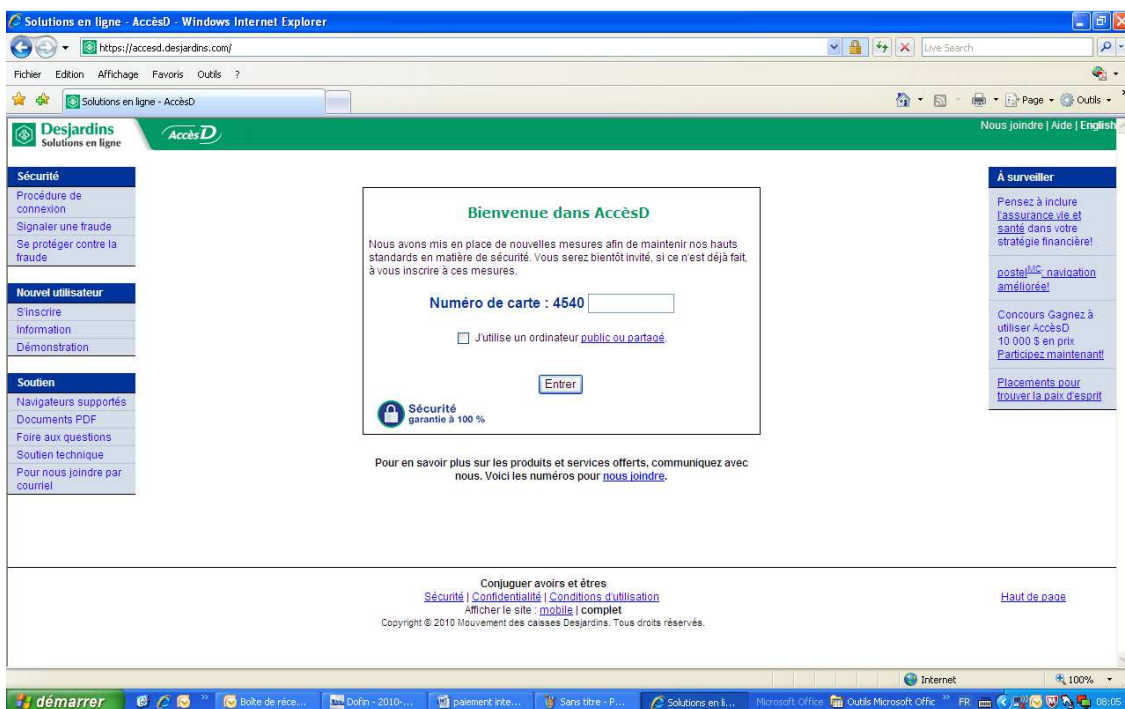 Solutions en ligne - AccèsD - Windows Internet Explorer
https://accesd.desjardins.com/
Live Search
Fichier Edition Affichage Favoris Outils ?
Solutions en ligne - AccèsD
Page Outils
Desjardins
Solutions en ligne
AccèsD
Nous joindre | Aide | English
Sécurité
Procédure de
connexion
Signaler une fraude
Se protéger contre la
fraude
Nouvel utilisateur
S'inscrire
Information
Démonstration
Soutien
Navigateurs supportés
Documents PDF
Foire aux questions
Soutien technique
Pour nous joindre par
courriel
Bienvenue dans AccèsD
Nous avons mis en place de nouvelles mesures afin de maintenir nos hauts
standards en matière de sécurité. Vous serez bientôt invité, si ce n'est déjà fait,
à vous inscrire à ces mesures.
Numéro de carte : 4540
J'utilise un ordinateur public ou partagé.
Entrer
Sécurité
garantie à 100 %
Pour en savoir plus sur les produits et services offerts, communiquez avec
nous. Voici les numéros pour nous joindre.
À surveiller
Pensez à inclure
l'assurance vie et
santé dans votre
stratégie financière!
postel MC: navigation
améliorée!
Concours Gagnez à
utiliser AccèsD
10 000 $ en prix
Participez maintenant!
Placements pour
trouver la paix d'esprit
Conjuguer avoirs et êtres
Sécurité | Confidentialité | Conditions d'utilisation
Afficher le site : mobile | complet
Copyright © 2010 Mouvement des caisses Desjardins. Tous droits réservés.
Haut de page
Internet
100%
démarrer
Boîte de réce...
Dofin - 2010-...
paiement inte...
Sans titre - P...
Solutions en li...
Microsoft Office
Outils Microsoft Offic
FR
08:05